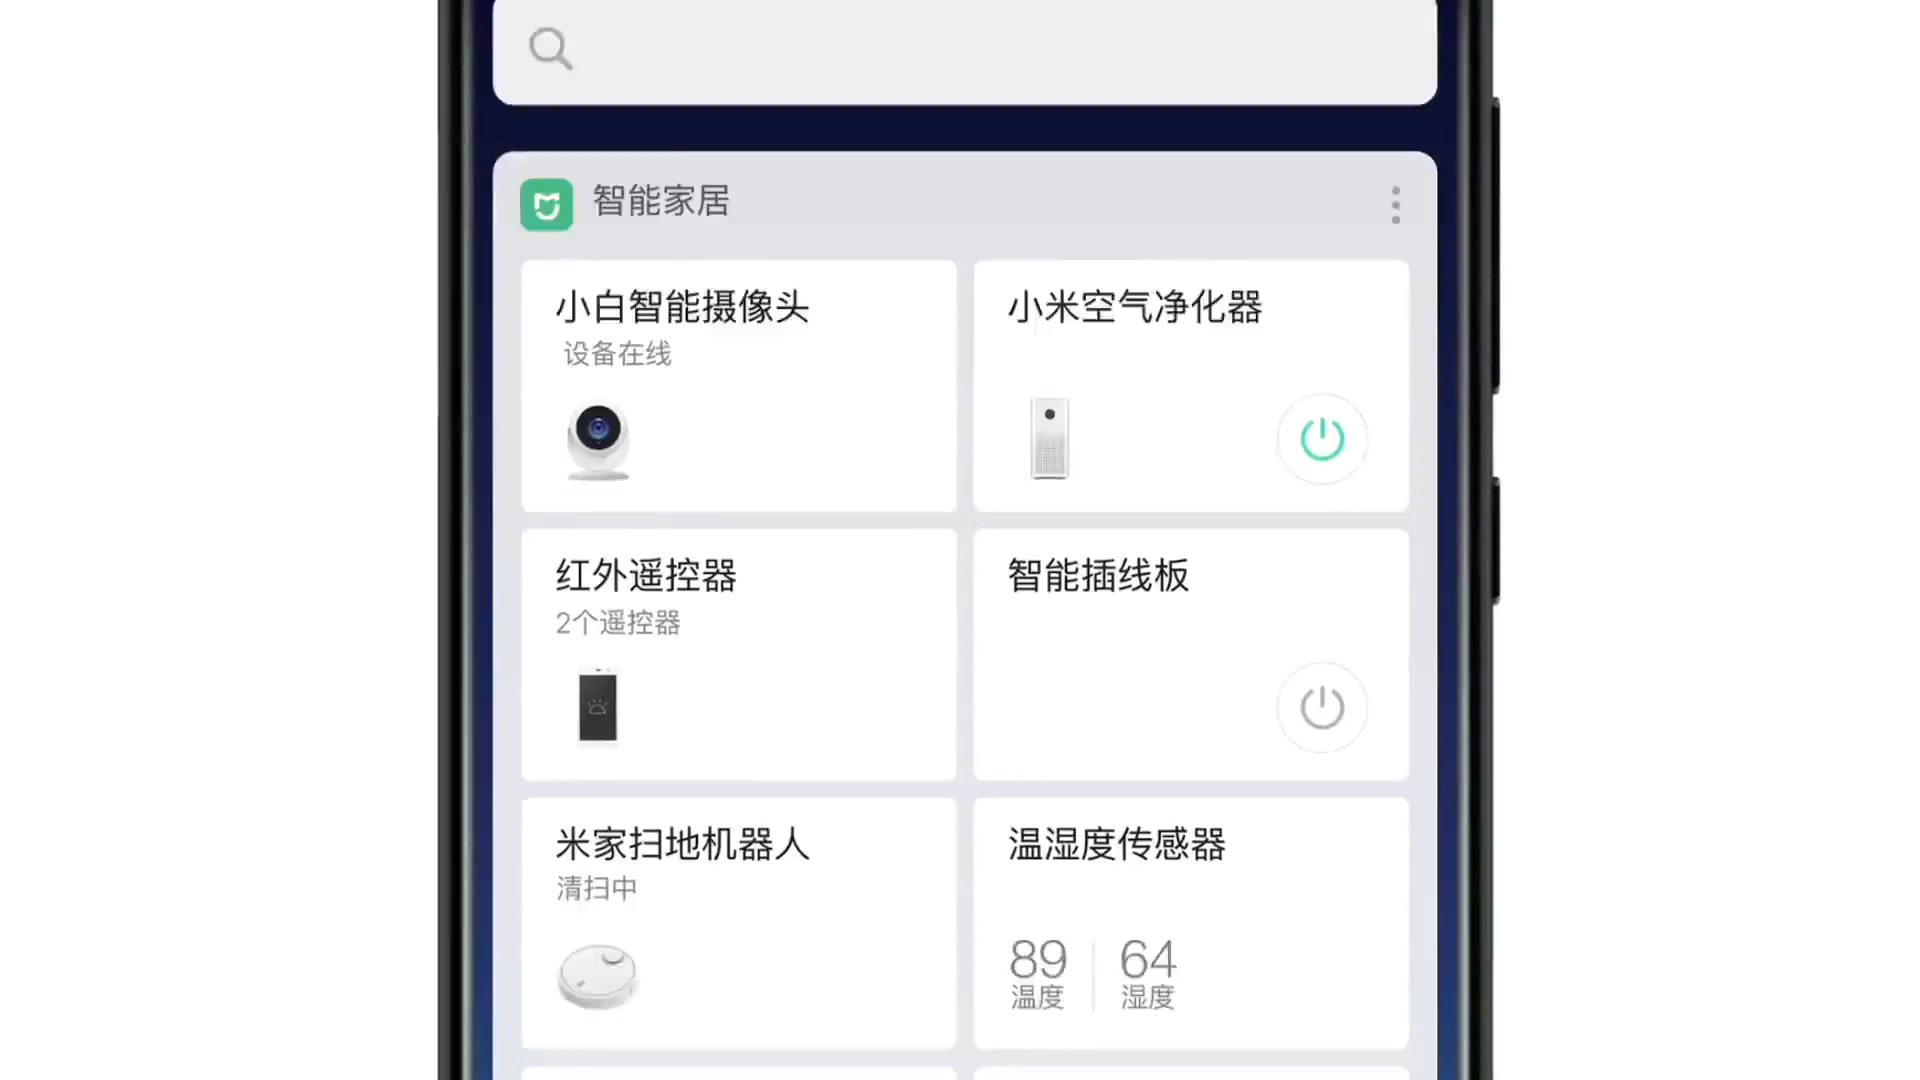 智能家居
小白智能摄像头
设备在线
小米空气净化器
红外遥控器
2个遥控器
智能插线板
米家扫地机器人
清扫中
温湿度传感器
89
温度
64
湿度